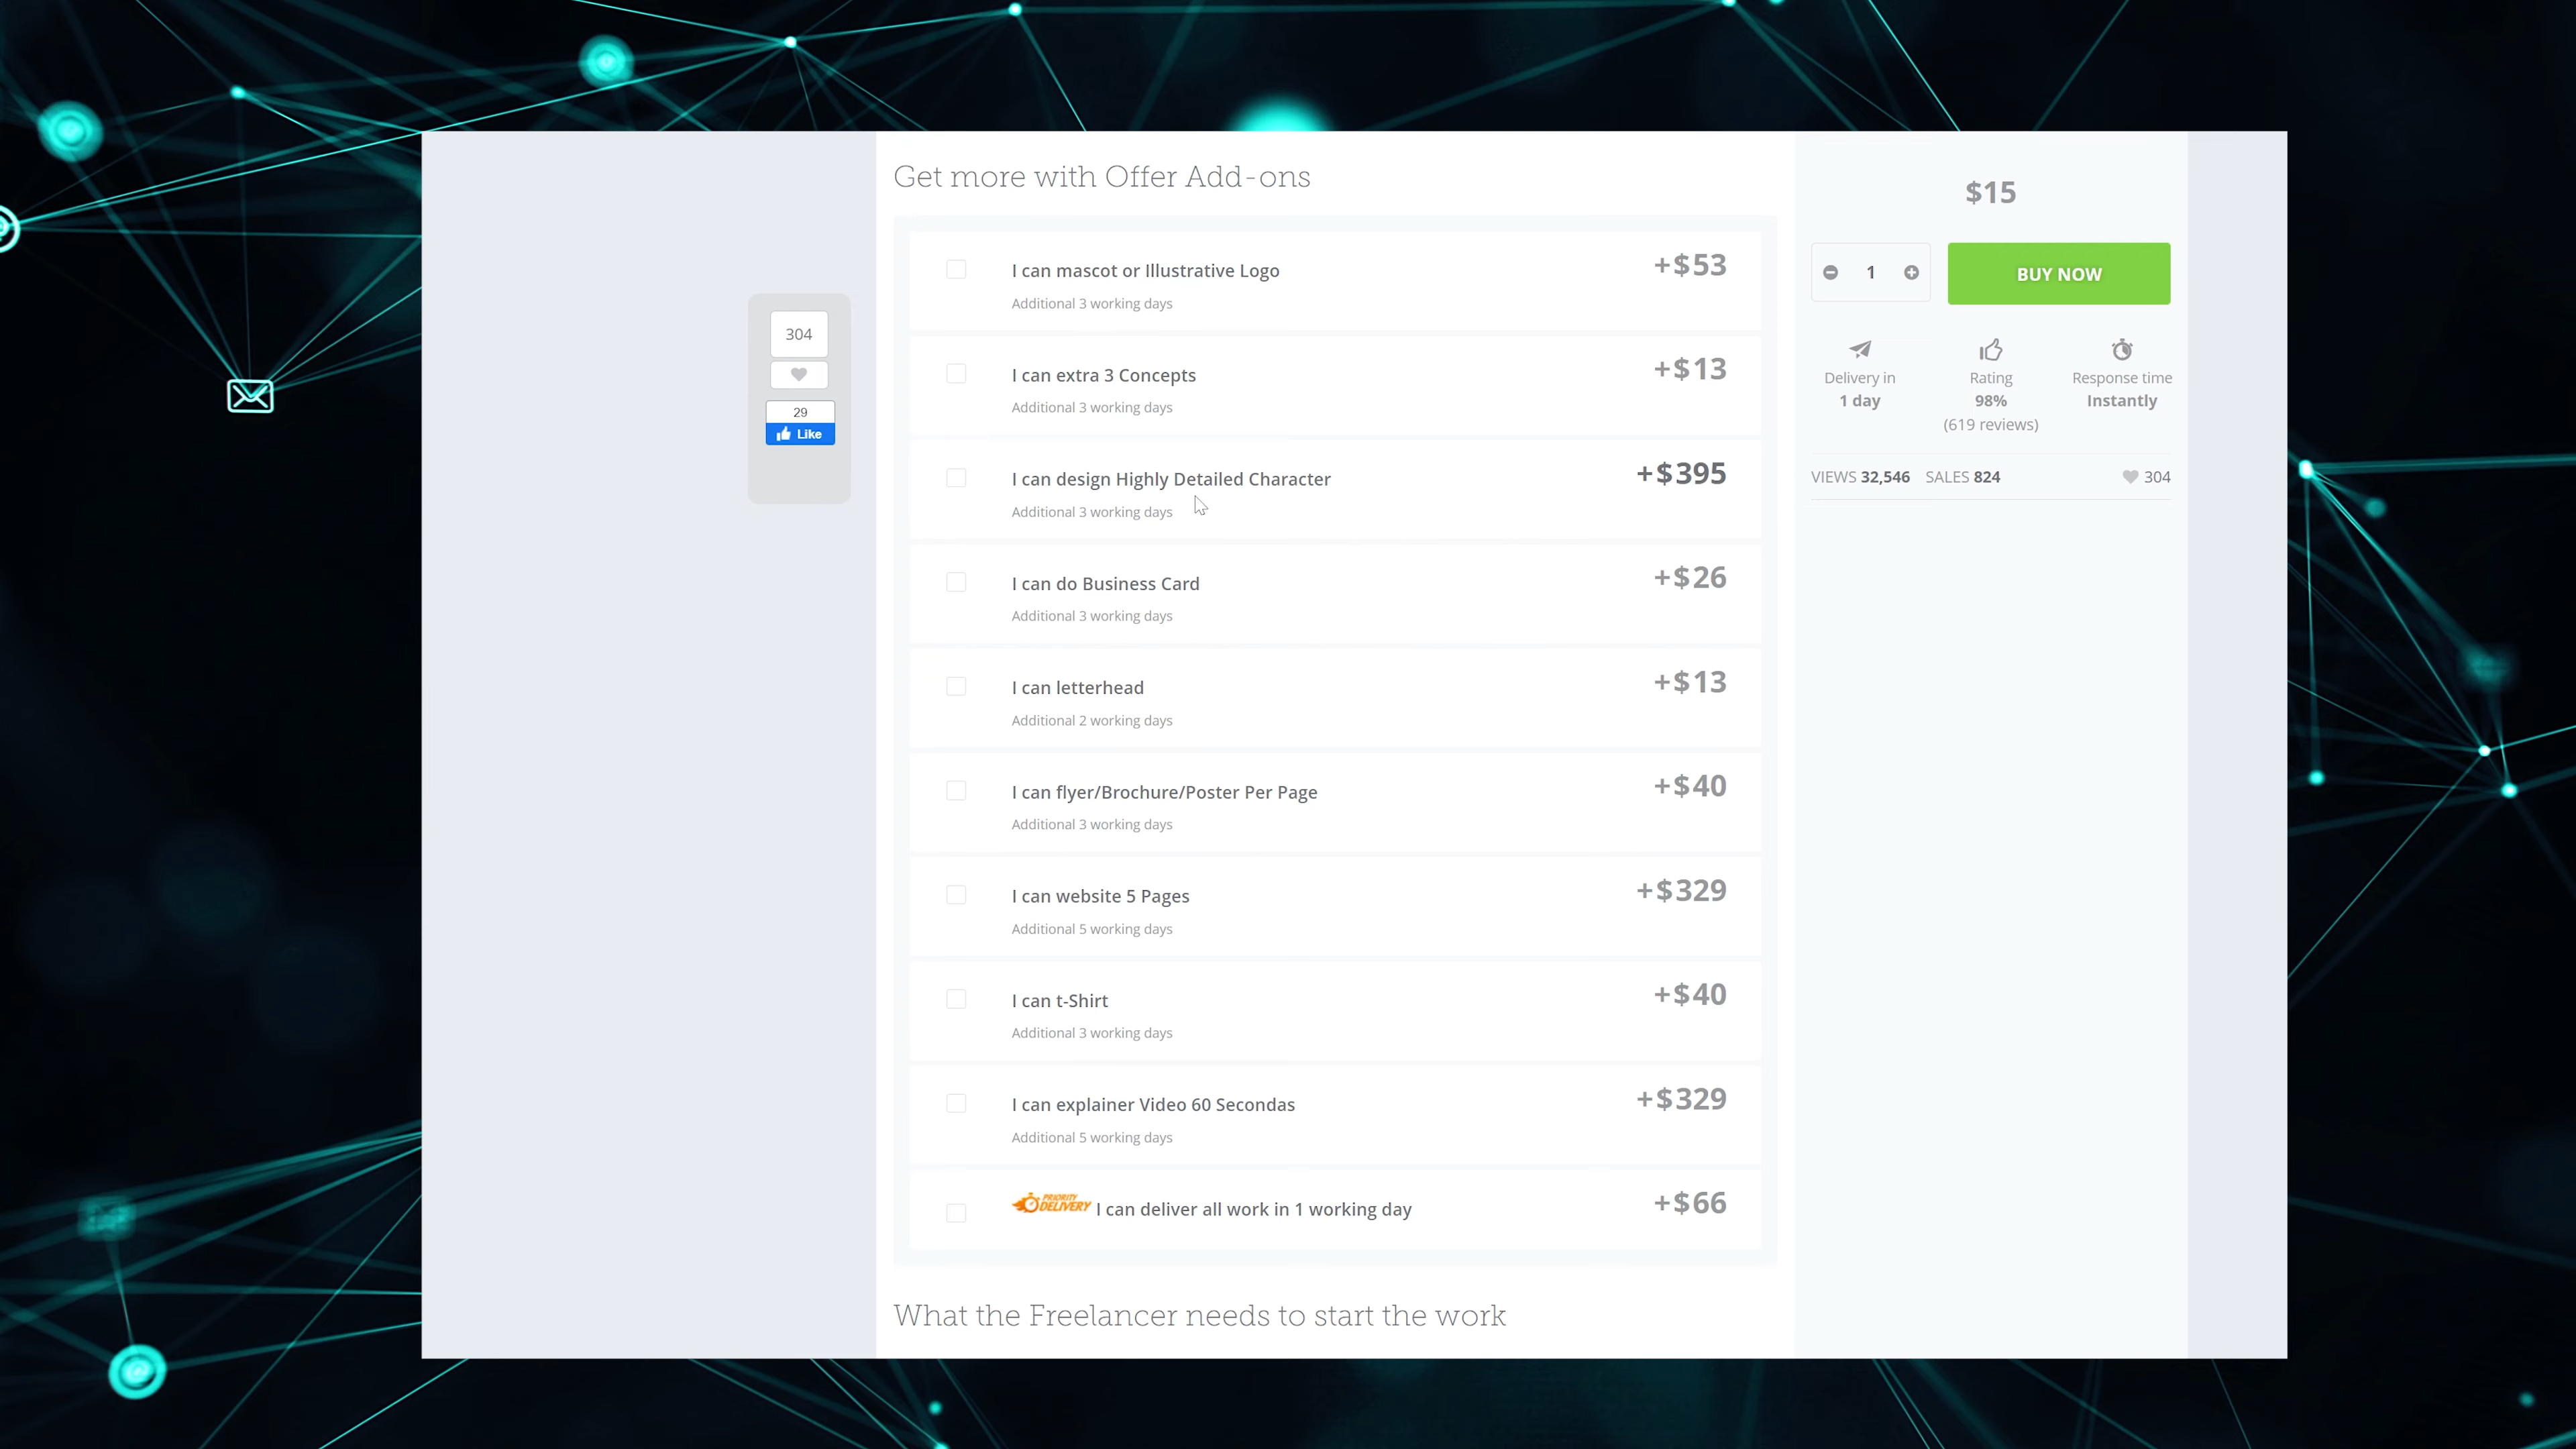 Get more with Offer Add-ons
I can mascot or Illustrative Logo
+$53
Additional 3 working days
I can extra 3 Concepts
+$13
Additional 3 working days
I can design Highly Detailed Character
+$395
Additional 3 working days
I can do Business Card
+$26
Additional 3 working days
I can letterhead
+$13
Additional 2 working days
I can flyer/Brochure/Poster Per Page
+$40
Additional 3 working days
I can website 5 Pages
+$329
Additional 5 working days
I can t-Shirt
+$40
Additional 3 working days
I can explainer Video 60 Secondas
+$329
Additional 5 working days
PRIORITY
DELIVERY I can deliver all work in 1 working day
+$66
What the Freelancer needs to start the work
304
29
Like
$15
1
BUY NOW
Delivery in
1 day
Rating
98%
(619 reviews)
Response time
Instantly
VIEWS 32,546 SALES 824 304